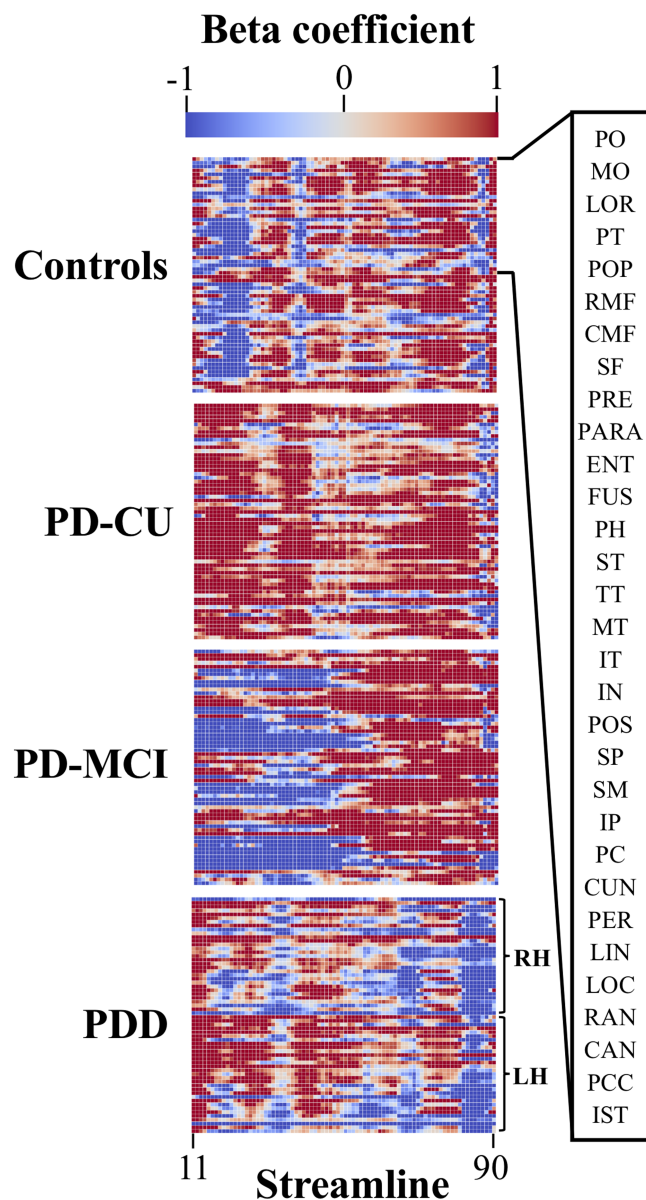 Beta coefficient
-1 0 1
Controls
PD-CU
PD-MCI
PDD
RH
LH
11 90
Streamline
PO
MO
LOR
PT
POP
RMF
CMF
SF
PRE
PARA
ENT
FUS
PH
ST
TT
MT
IT
IN
POS
SP
SM
IP
PC
CUN
PER
LIN
LOC
RAN
CAN
PCC
IST